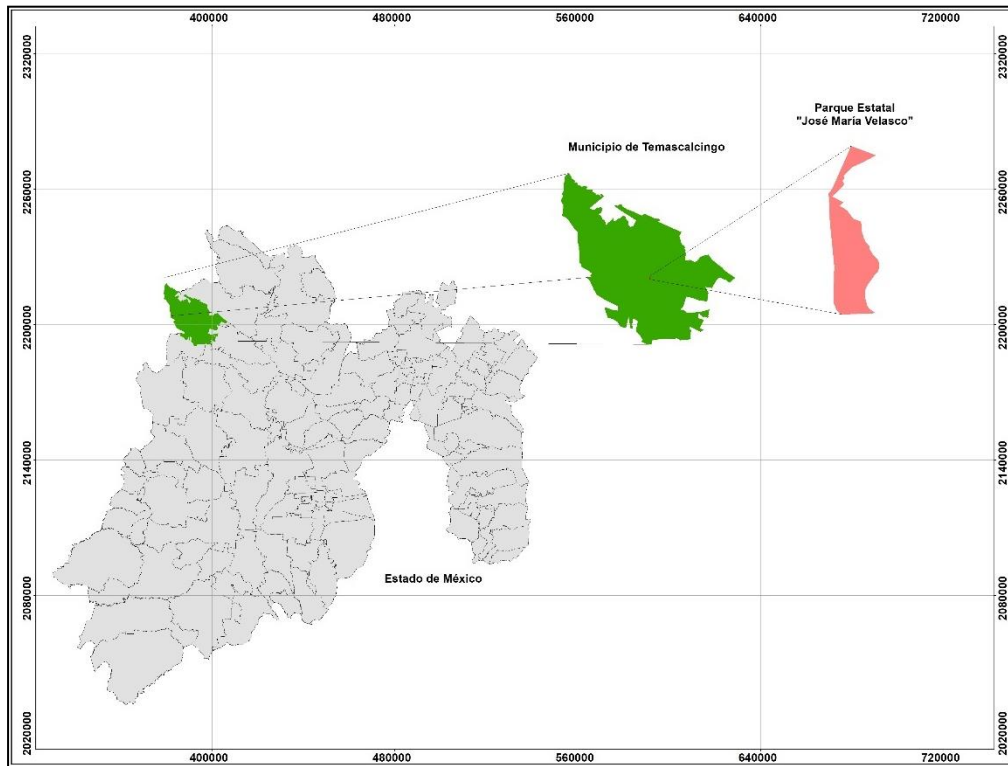 400000 480000 560000 640000 720000
2320000 2320000
Parque Estatal
"José María Velasco"
Municipio de Temascalcingo
2260000 2260000
2200000 2200000
2140000 2140000
Estado de México
2080000 2080000
2020000 2020000
400000 480000 560000 640000 720000